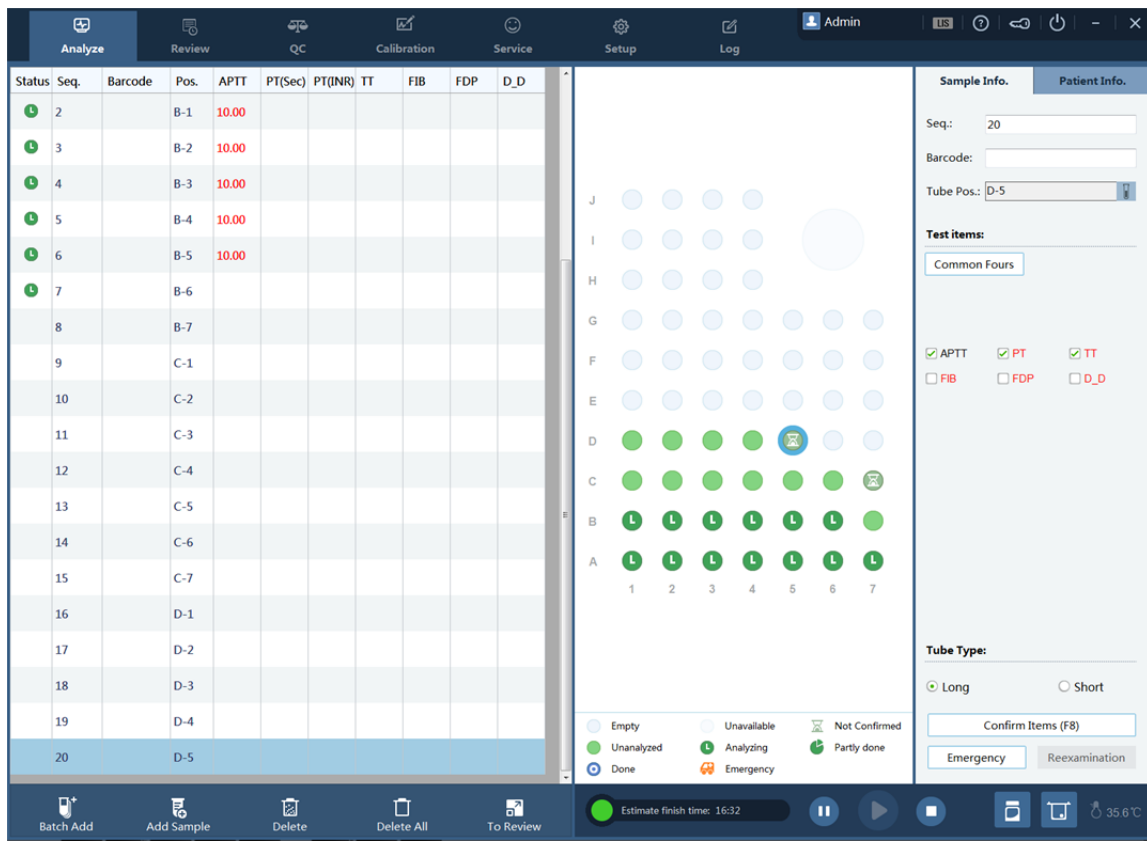 Analyze Review QC Calibration Service Setup Log Admin LIS
Status Seq. Barcode Pos. APTT PT(Sec) PT(INR) TT FIB FDP D_D
2 B-1 10.00
3 B-2 10.00
4 B-3 10.00
5 B-4 10.00
6 B-5 10.00
7 B-6
8 B-7
9 C-1
10 C-2
11 C-3
12 C-4
13 C-5
14 C-6
15 C-7
16 D-1
17 D-2
18 D-3
19 D-4
20 D-5
Batch Add Add Sample Delete Delete All To Review
J
I
H
G
F
E
D
C
B
A
1 2 3 4 5 6 7
Empty Unavailable Not Confirmed
Unanalyzed Analyzing Partly done
Done Emergency
Estimate finish time: 16:32
Sample Info. Patient Info.
Seq.: 20
Barcode:
Tube Pos.: D-5
Test items:
Common Fours
APTT PT TT
FIB FDP D_D
Tube Type:
Long Short
Confirm Items (F8)
Emergency Reexamination
35.6℃